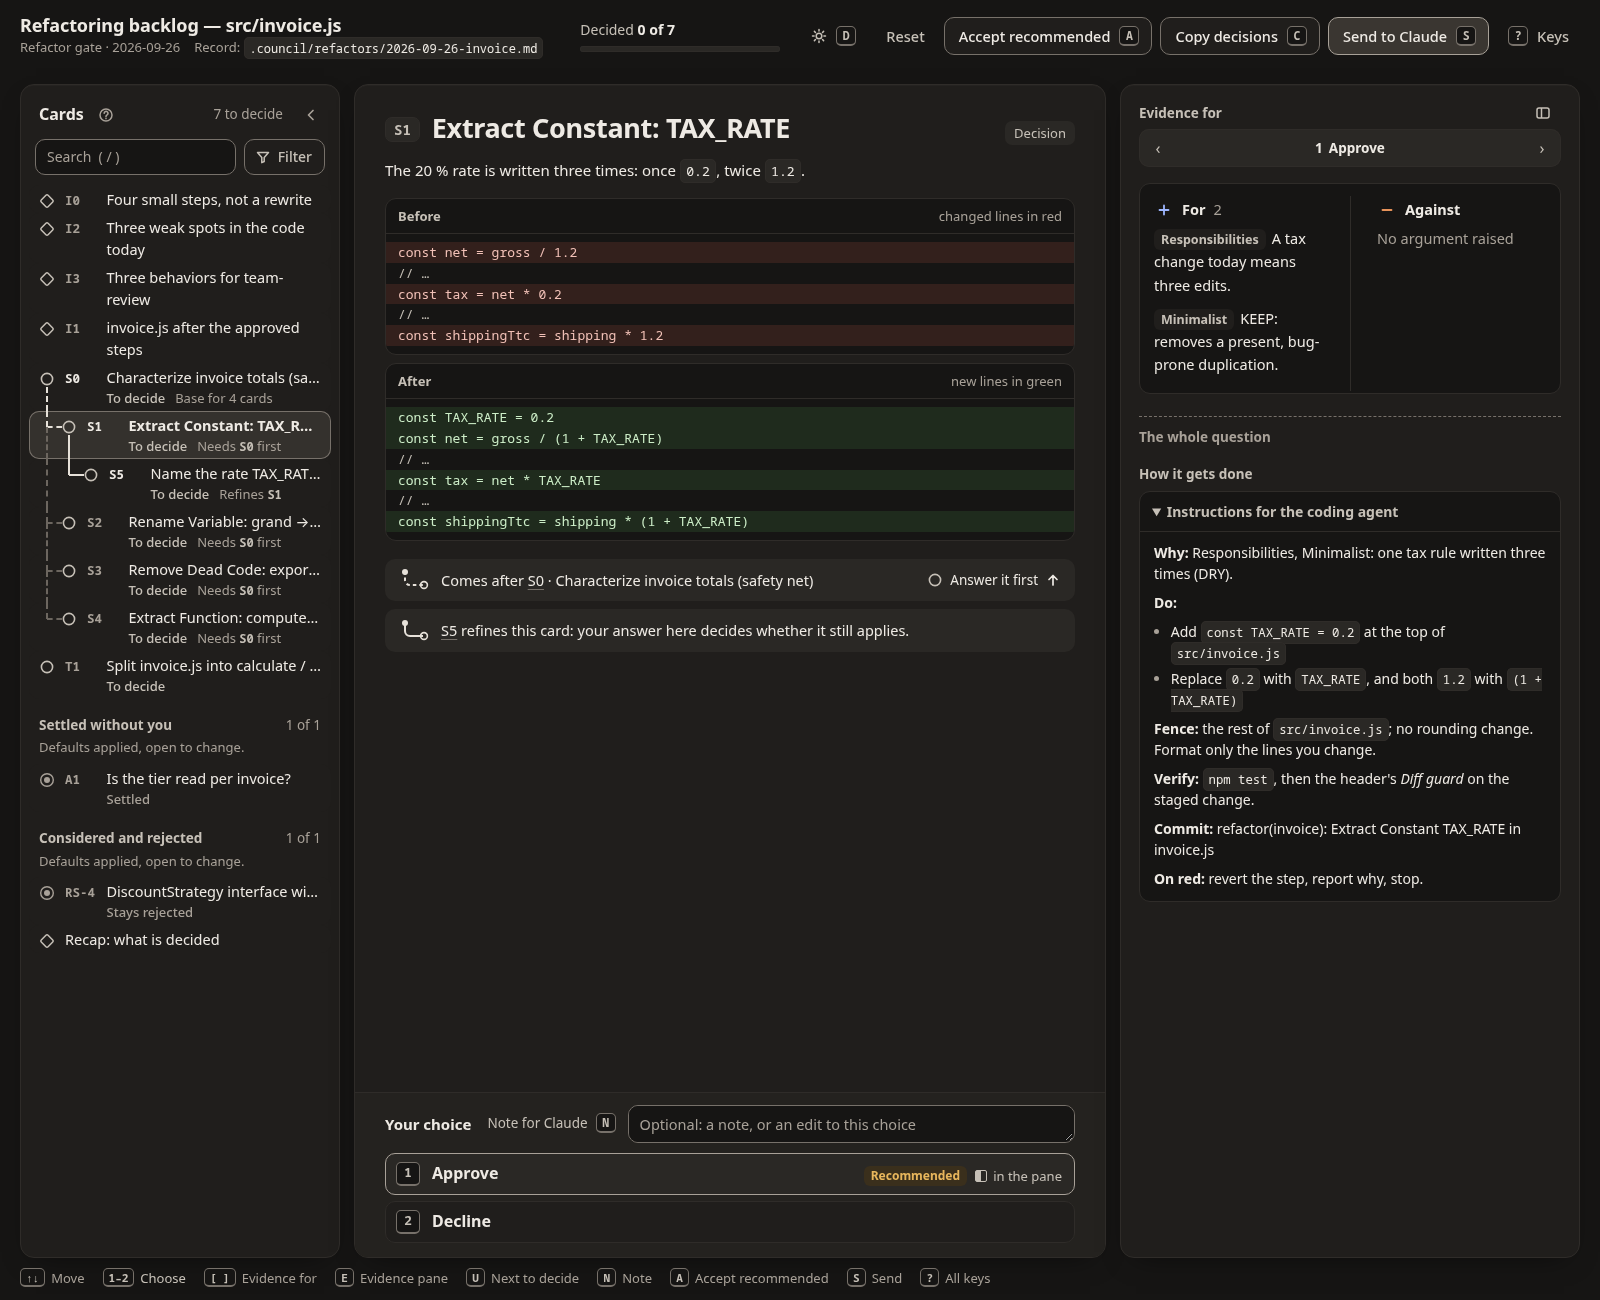 Refactoring backlog — src/invoice.js
Refactor gate · 2026-09-26 Record: .council/refactors/2026-09-26-invoice.md
Decided 0 of 7
D
Reset
Accept recommended A
Copy decisions C
Send to Claude S
? Keys
Cards
7 to decide
Search ( / )
Filter
I0 Four small steps, not a rewrite
I2 Three weak spots in the code
today
I3 Three behaviors for team-
review
I1 invoice.js after the approved
steps
S0 Characterize invoice totals (sa…
To decide Base for 4 cards
S1 Extract Constant: TAX_R…
To decide Needs S0 first
S5 Name the rate TAX_RAT…
To decide Refines S1
S2 Rename Variable: grand →…
To decide Needs S0 first
S3 Remove Dead Code: expor…
To decide Needs S0 first
S4 Extract Function: compute…
To decide Needs S0 first
T1 Split invoice.js into calculate / …
To decide
Settled without you 1 of 1
Defaults applied, open to change.
A1 Is the tier read per invoice?
Settled
Considered and rejected 1 of 1
Defaults applied, open to change.
RS-4 DiscountStrategy interface wi…
Stays rejected
Recap: what is decided
S1 Extract Constant: TAX_RATE
Decision
The 20 % rate is written three times: once 0.2, twice 1.2.
Before changed lines in red
const net = gross / 1.2
// …
const tax = net * 0.2
// …
const shippingTtc = shipping * 1.2
After new lines in green
const TAX_RATE = 0.2
const net = gross / (1 + TAX_RATE)
// …
const tax = net * TAX_RATE
// …
const shippingTtc = shipping * (1 + TAX_RATE)
Comes after S0 · Characterize invoice totals (safety net) Answer it first ↑
S5 refines this card: your answer here decides whether it still applies.
Your choice Note for Claude N Optional: a note, or an edit to this choice
1 Approve Recommended in the pane
2 Decline
Evidence for
‹ 1 Approve ›
+ For 2
Responsibilities A tax
change today means
three edits.
Minimalist KEEP:
removes a present, bug-
prone duplication.
− Against
No argument raised
The whole question
How it gets done
▼ Instructions for the coding agent
Why: Responsibilities, Minimalist: one tax rule written three
times (DRY).
Do:
• Add const TAX_RATE = 0.2 at the top of
src/invoice.js
• Replace 0.2 with TAX_RATE, and both 1.2 with (1 +
TAX_RATE)
Fence: the rest of src/invoice.js; no rounding change.
Format only the lines you change.
Verify: npm test, then the header's Diff guard on the
staged change.
Commit: refactor(invoice): Extract Constant TAX_RATE in
invoice.js
On red: revert the step, report why, stop.
↑↓ Move 1–2 Choose [ ] Evidence for E Evidence pane U Next to decide N Note A Accept recommended S Send ? All keys